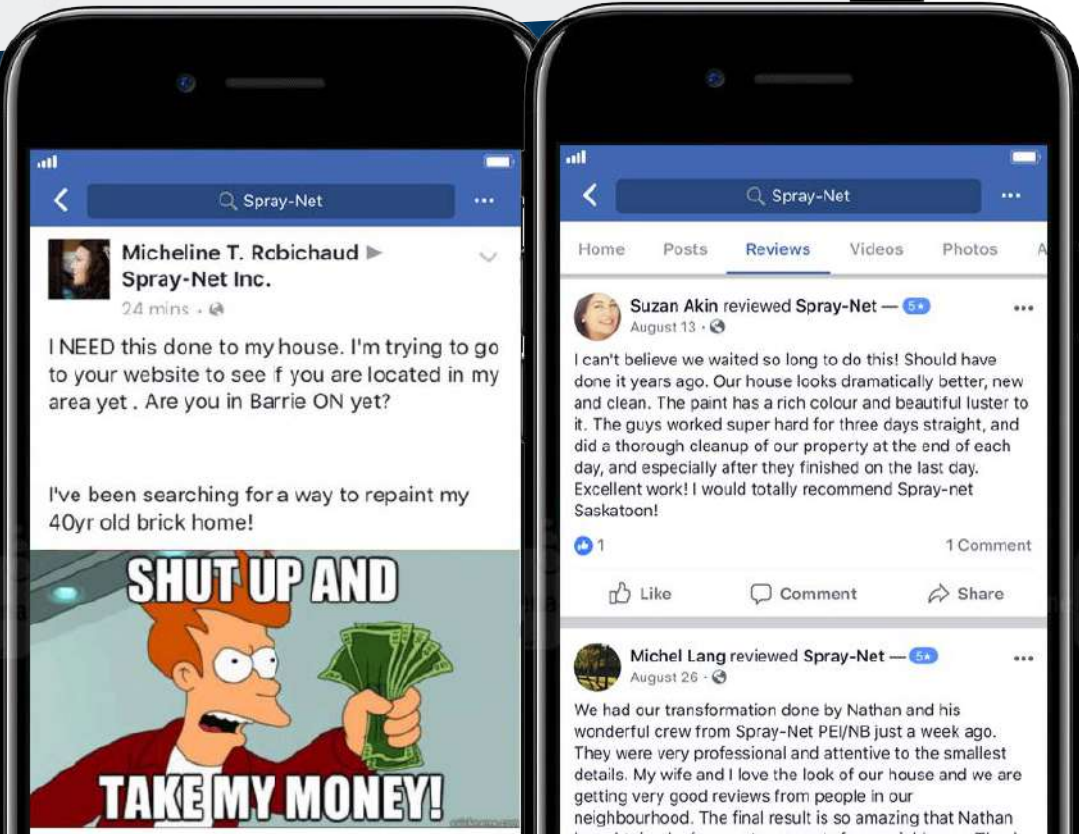 Spray-Net
Micheline T. Robichaud
Spray-Net Inc.
24 mins
I NEED this done to my house. I'm trying to go
to your website to see if you are located in my
area yet . Are you in Barrie ON yet?
I've been searching for a way to repaint my
40yr old brick home!
SHUT UP AND
TAKE MY MONEY!
Spray-Net
Home Posts Reviews Videos Photos A
Suzan Akin reviewed Spray-Net — 5★
August 13
I can't believe we waited so long to do this! Should have
done it years ago. Our house looks dramatically better, new
and clean. The paint has a rich colour and beautiful luster to
it. The guys worked super hard for three days straight, and
did a thorough cleanup of our property at the end of each
day, and especially after they finished on the last day.
Excellent work! I would totally recommend Spray-net
Saskatoon!
1 1 Comment
Like Comment Share
Michel Lang reviewed Spray-Net — 5★
August 26
We had our transformation done by Nathan and his
wonderful crew from Spray-Net PEI/NB just a week ago.
They were very professional and attentive to the smallest
details. My wife and I love the look of our house and we are
getting very good reviews from people in our
neighbourhood. The final result is so amazing that Nathan